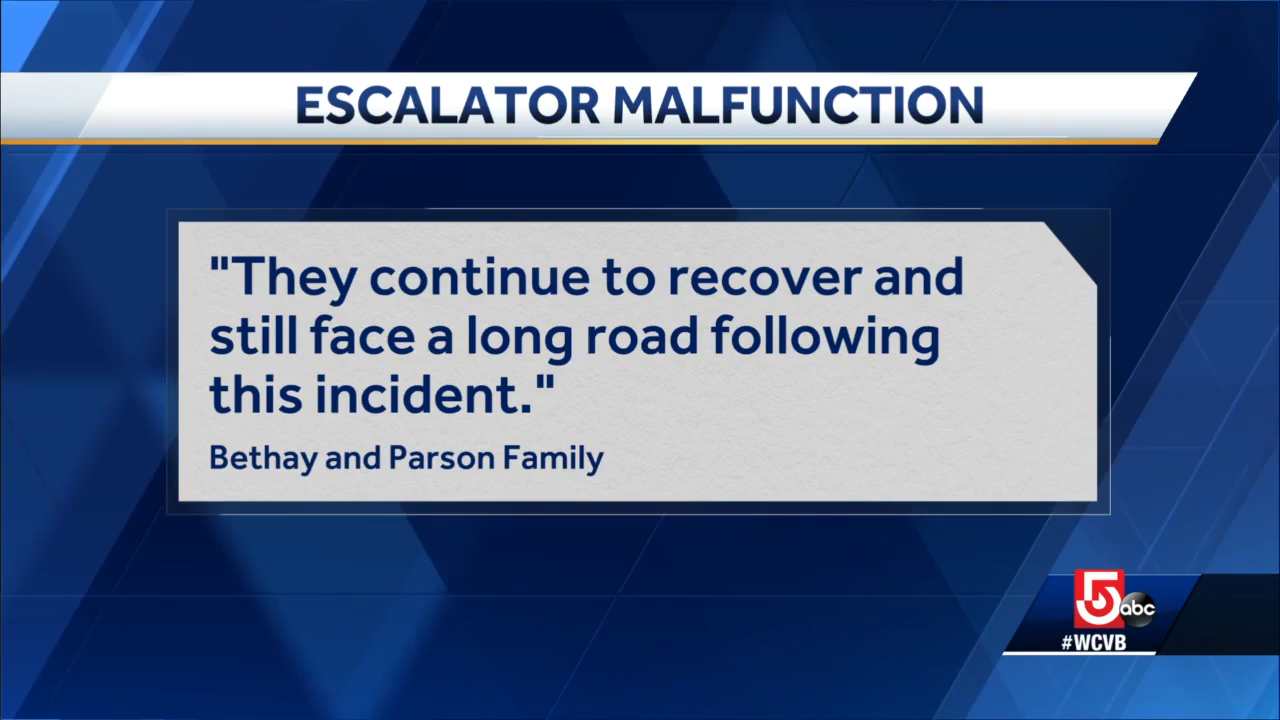 ESCALATOR MALFUNCTION
"They continue to recover and
still face a long road following
this incident."
Bethay and Parson Family
5
abc
#WCVB